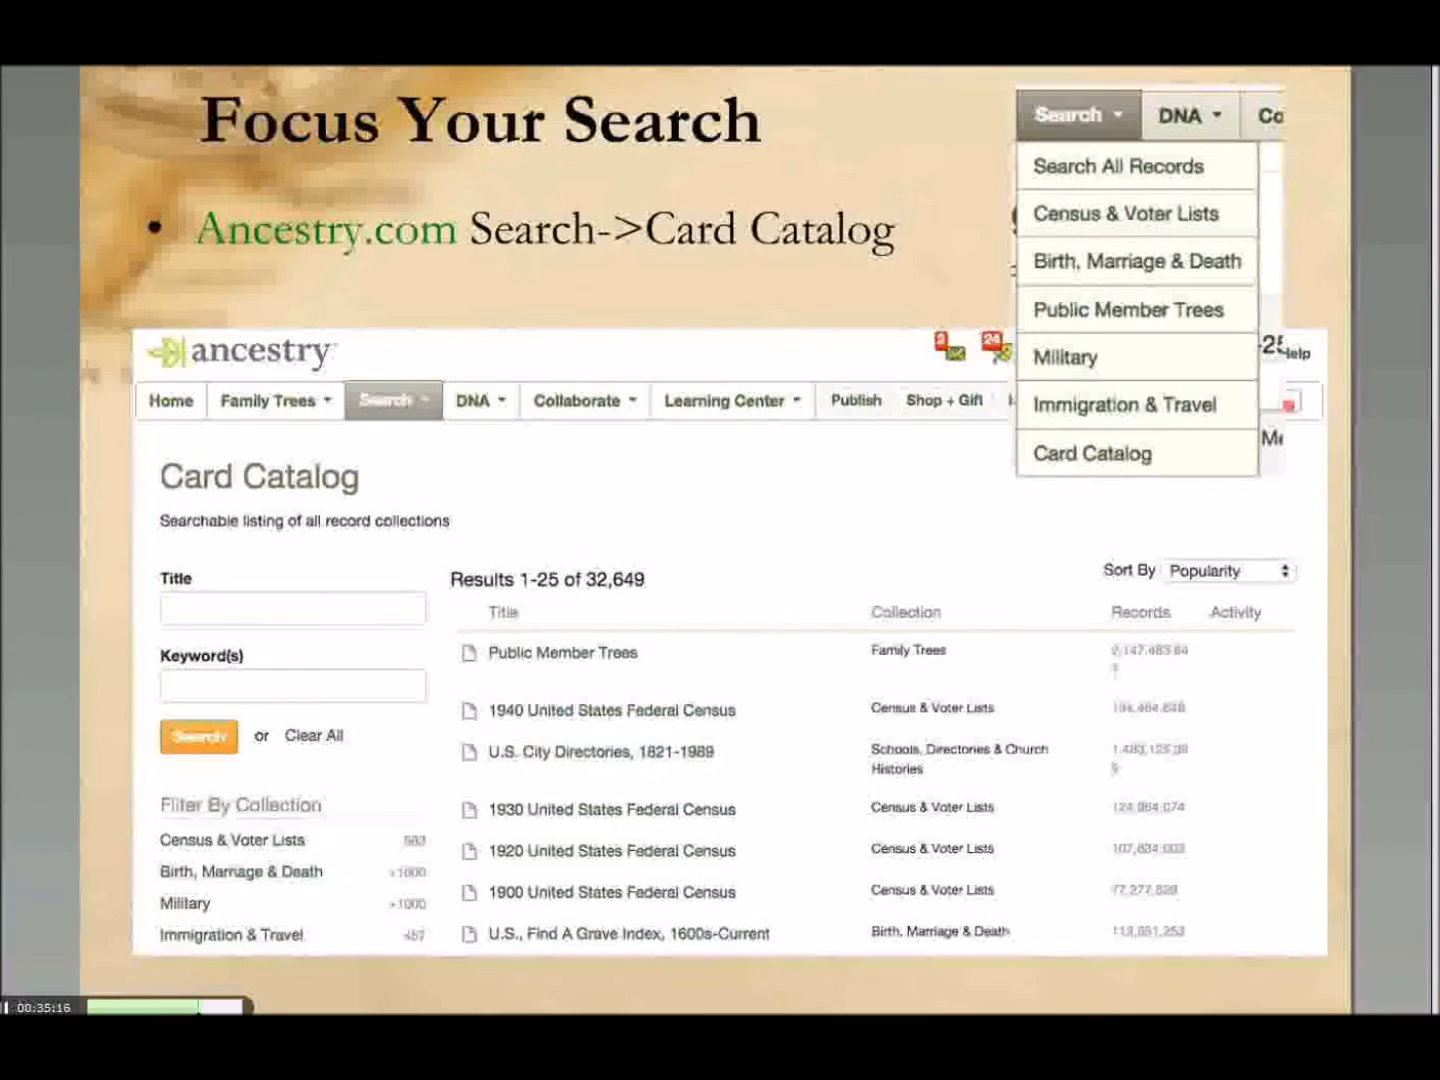 Focus Your Search
• Ancestry.com Search->Card Catalog
Search DNA
Search All Records
Census & Voter Lists
Birth, Marriage & Death
Public Member Trees
Military
Immigration & Travel
Card Catalog
ancestry
Help
Home Family Trees Search DNA Collaborate Learning Center Publish Shop + Gift
Card Catalog
Searchable listing of all record collections
Title
Keyword(s)
Search or Clear All
Filter By Collection
Census & Voter Lists
Birth, Marriage & Death >1000
Military >1000
Immigration & Travel
Results 1-25 of 32,649
Sort By Popularity
Title Collection Records Activity
Public Member Trees Family Trees
1940 United States Federal Census Census & Voter Lists
U.S. City Directories, 1821-1989 Schools, Directories & Church
Histories
1930 United States Federal Census Census & Voter Lists
1920 United States Federal Census Census & Voter Lists
1900 United States Federal Census Census & Voter Lists
U.S., Find A Grave Index, 1600s-Current Birth, Marriage & Death
00:35:16